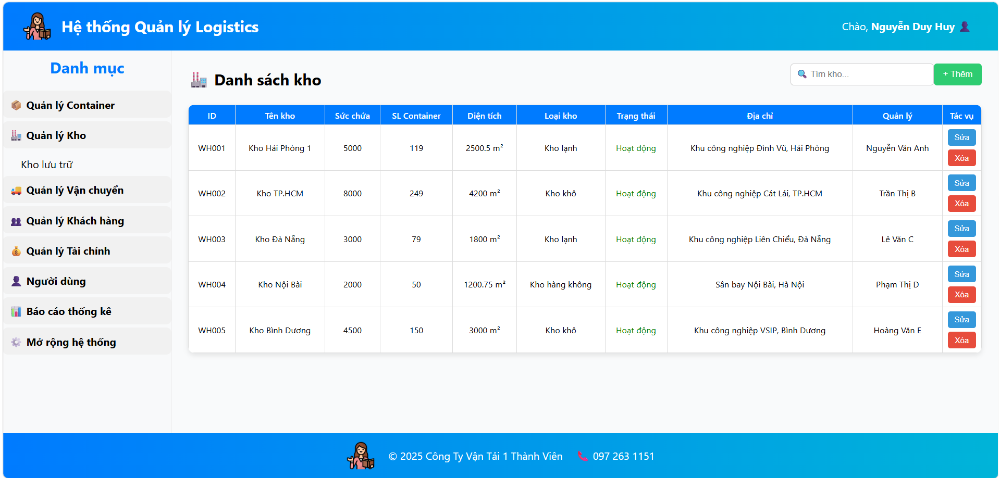 Hệ thống Quản lý Logistics
Chào, Nguyễn Duy Huy
Danh mục
Quản lý Container
Quản lý Kho
Kho lưu trữ
Quản lý Vận chuyển
Quản lý Khách hàng
Quản lý Tài chính
Người dùng
Báo cáo thống kê
Mở rộng hệ thống
Danh sách kho
Tìm kho...
+ Thêm
ID Tên kho Sức chứa SL Container Diện tích Loại kho Trạng thái Địa chỉ Quản lý Tác vụ
WH001 Kho Hải Phòng 1 5000 119 2500.5 m² Kho lạnh Hoạt động Khu công nghiệp Đình Vũ, Hải Phòng Nguyễn Văn Anh Sửa
Xóa
WH002 Kho TP.HCM 8000 249 4200 m² Kho khô Hoạt động Khu công nghiệp Cát Lái, TP.HCM Trần Thị B Sửa
Xóa
WH003 Kho Đà Nẵng 3000 79 1800 m² Kho lạnh Hoạt động Khu công nghiệp Liên Chiểu, Đà Nẵng Lê Văn C Sửa
Xóa
WH004 Kho Nội Bài 2000 50 1200.75 m² Kho hàng không Hoạt động Sân bay Nội Bài, Hà Nội Phạm Thị D Sửa
Xóa
WH005 Kho Bình Dương 4500 150 3000 m² Kho khô Hoạt động Khu công nghiệp VSIP, Bình Dương Hoàng Văn E Sửa
Xóa
© 2025 Công Ty Vận Tải 1 Thành Viên 097 263 1151